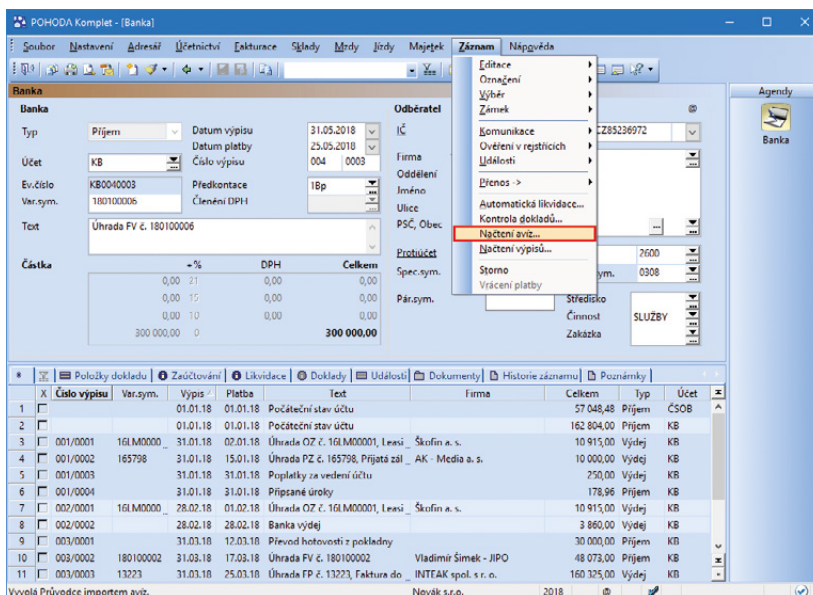 POHODA Komplet - [Banka]
Soubor Nastavení Adresář Účetnictví Fakturace Sklady Mzdy Jízdy Majetek Záznam Nápověda
Banka
Agendy
Banka
Banka
Odběratel
Typ Příjem Datum výpisu 31.05.2018 IČ CZ85236972
Datum platby 25.05.2018
Účet KB Číslo výpisu 004 0003 Firma
Oddělení
Ev.číslo KB0040003 Předkontace 1Bp Jméno
Var.sym. 180100006 Členění DPH Ulice
Text Úhrada FV č. 180100006 PSČ, Obec
Protiúčet 2600
Částka +% DPH Celkem Spec.sym. 0308
0,00 21 0,00 0,00
0,00 15 0,00 0,00 Pár.sym. Středisko
0,00 10 0,00 0,00 Činnost SLUŽBY
300 000,00 0 300 000,00 Zakázka
Editace
Označení
Výběr
Zámek
Komunikace
Ověření v rejstřících
Události
Přenos ->
Automatická likvidace...
Kontrola dokladů...
Načtení avíz...
Načtení výpisů...
Storno
Vrácení platby
* Položky dokladu Zaúčtování Likvidace Doklady Události Dokumenty Historie záznamu Poznámky
X Číslo výpisu Var.sym. Výpis Platba Text Firma Celkem Typ Účet
1 01.01.18 01.01.18 Počáteční stav účtu 57 048,48 Příjem ČSOB
2 01.01.18 01.01.18 Počáteční stav účtu 162 804,00 Příjem KB
3 001/0001 16LM0000 31.01.18 02.01.18 Úhrada OZ č. 16LM00001, Leasi Škofin a. s. 10 915,00 Výdej KB
4 001/0002 165798 31.01.18 15.01.18 Úhrada PZ č. 165798, Přijatá zál AK - Media a. s. 10 000,00 Výdej KB
5 001/0003 31.01.18 31.01.18 Poplatky za vedení účtu 250,00 Výdej KB
6 001/0004 31.01.18 31.01.18 Připsané úroky 178,96 Příjem KB
7 002/0001 16LM0000 28.02.18 01.02.18 Úhrada OZ č. 16LM00001, Leasi Škofin a. s. 10 915,00 Výdej KB
8 002/0002 28.02.18 28.02.18 Banka výdej 3 860,00 Výdej KB
9 003/0001 31.03.18 12.03.18 Převod hotovosti z pokladny 30 000,00 Příjem KB
10 003/0002 180100002 31.03.18 17.03.18 Úhrada FV č. 180100002 Vladimír Šimek - JIPO 48 073,00 Příjem KB
11 003/0003 13223 31.03.18 25.03.18 Úhrada FP č. 13223, Faktura do INTEAK spol. s r. o. 160 325,00 Výdej KB
Vyvolá Průvodce importem avíz. Novák s.r.o. 2018 @